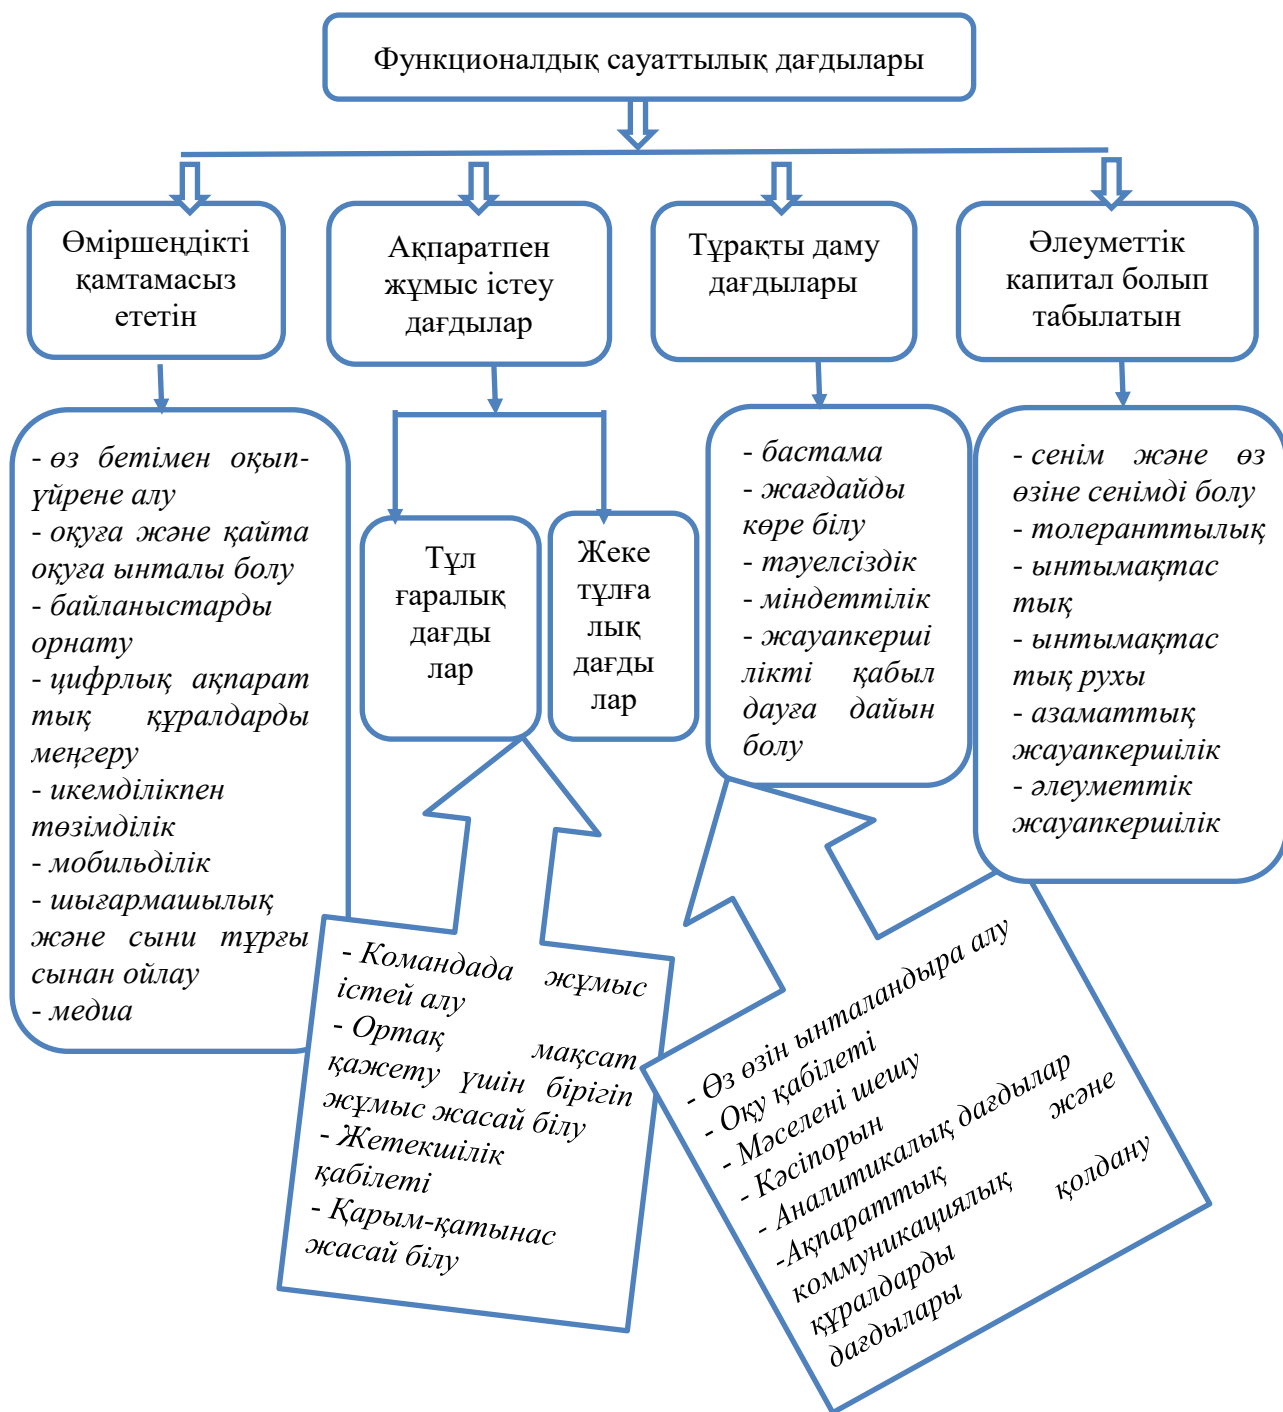 Функционалдық сауаттылық дағдылары
Өміршеңдікті
қамтамасыз
ететін
Ақпаратпен
жұмыс істеу
дағдылар
Тұрақты даму
дағдылары
Әлеуметтік
капитал болып
табылатын
- өз бетімен оқып-
үйрене алу
- оқуға және қайта
оқуға ынталы болу
- байланыстарды
орнату
- цифрлық ақпарат
тық құралдарды
меңгеру
- икемділікпен
төзімділік
- мобильділік
- шығармашылық
және сыни тұрғы
сынан ойлау
- медиа
Тұл
ғаралық
дағды
лар
Жеке
тұлға
лық
дағды
лар
- бастама
- жағдайды
көре білу
- тәуелсіздік
- міндеттілік
- жауапкерші
лікті қабыл
дауға дайын
болу
- сенім және өз
өзіне сенімді болу
- толеранттылық
- ынтымақтас
тық
- ынтымақтас
тық рухы
- азаматтық
жауапкершілік
- әлеуметтік
жауапкершілік
- Командада жұмыс
істей алу
- Ортақ мақсат
қажету үшін бірігіп
жұмыс жасай білу
- Жетекшілік
қабілеті
- Қарым-қатынас
жасай білу
- Өз өзін ынталандыра алу
- Оқу қабілеті
- Мәселені шешу
- Кәсіпорын
- Аналитикалық дағдылар
-Ақпараттық және
коммуникациялық
құралдарды қолдану
дағдылары